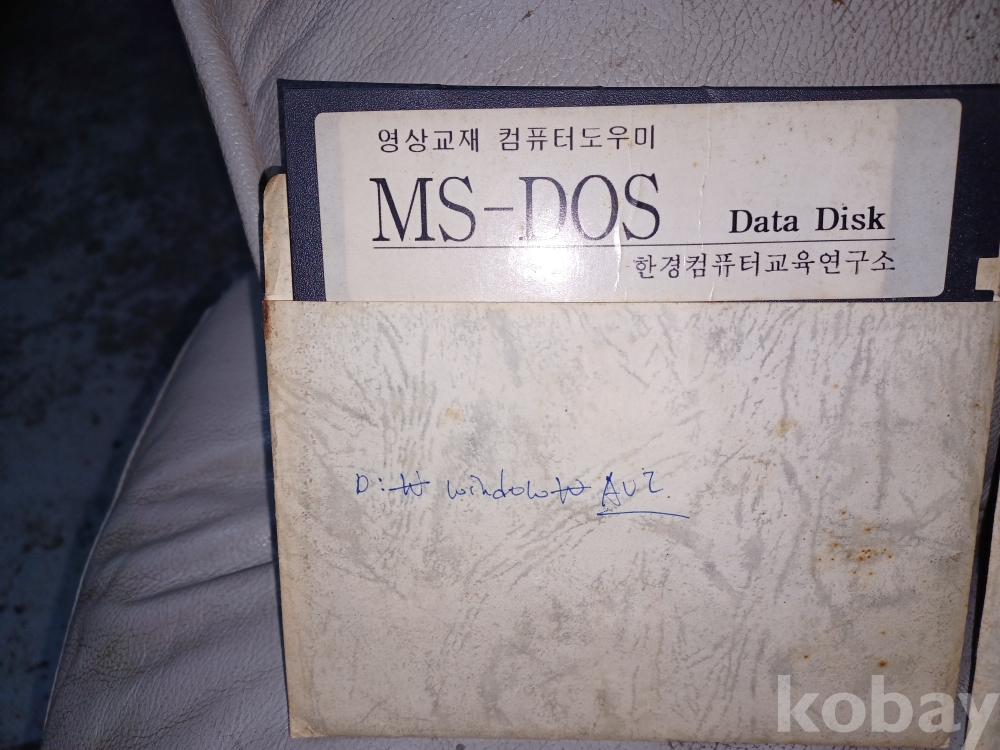 영상교재 컴퓨터도우미
MS-DOS Data Disk
한경컴퓨터교육연구소
D:₩ window₩
kobay